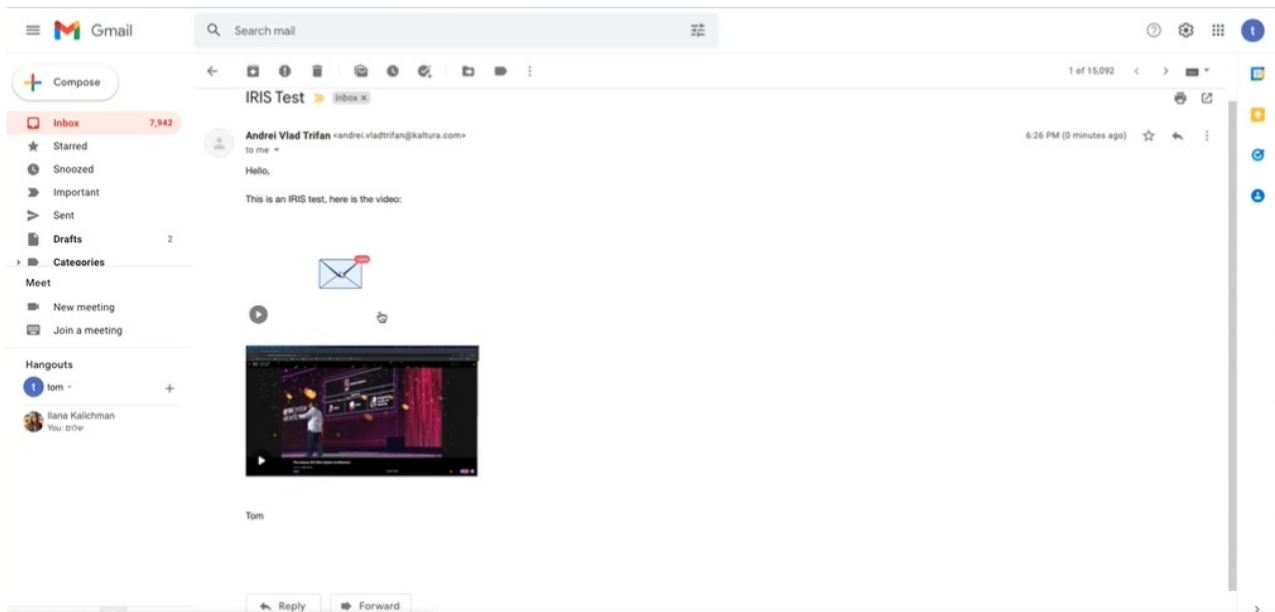 Gmail
Search mail
Compose
1 of 15,092
IRIS Test Inbox x
Inbox 7,942
Starred
Snoozed
Important
Sent
Drafts 2
Categories
Meet
New meeting
Join a meeting
Hangouts
t tom
Ilana Kalichman
You: שלום
t
Andrei Vlad Trifan <andrei.vladtrifan@kaltura.com>
6:26 PM (0 minutes ago)
to me
Hello,
This is an IRIS test, here is the video:
Tom
Reply
Forward